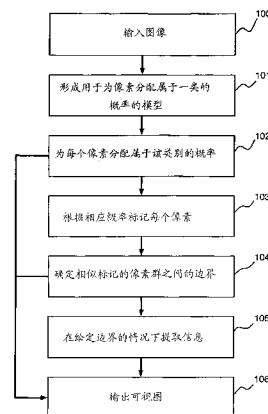 100
输入图像
101
形成用于为像素分配属于一类的
概率的模型
102
为每个像素分配属于该类别的概率
103
根据相应概率标记每个像素
104
确定相似标记的像素群之间的边界
105
在给定边界的情况下提取信息
106
输出可视图